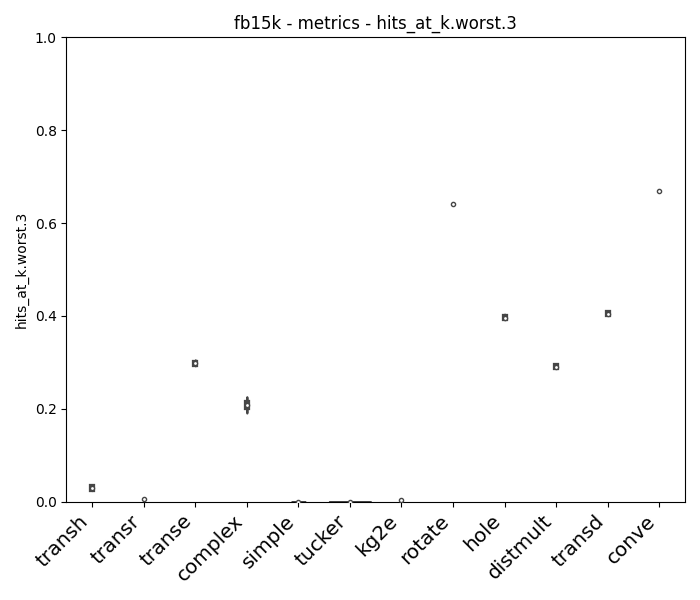 fb15k - metrics - hits_at_k.worst.3
1.0
0.8
0.6
0.4
0.2
0.0
hits_at_k.worst.3
transh
transr
transe
complex
simple
tucker
kg2e
rotate
hole
distmult
transd
conve